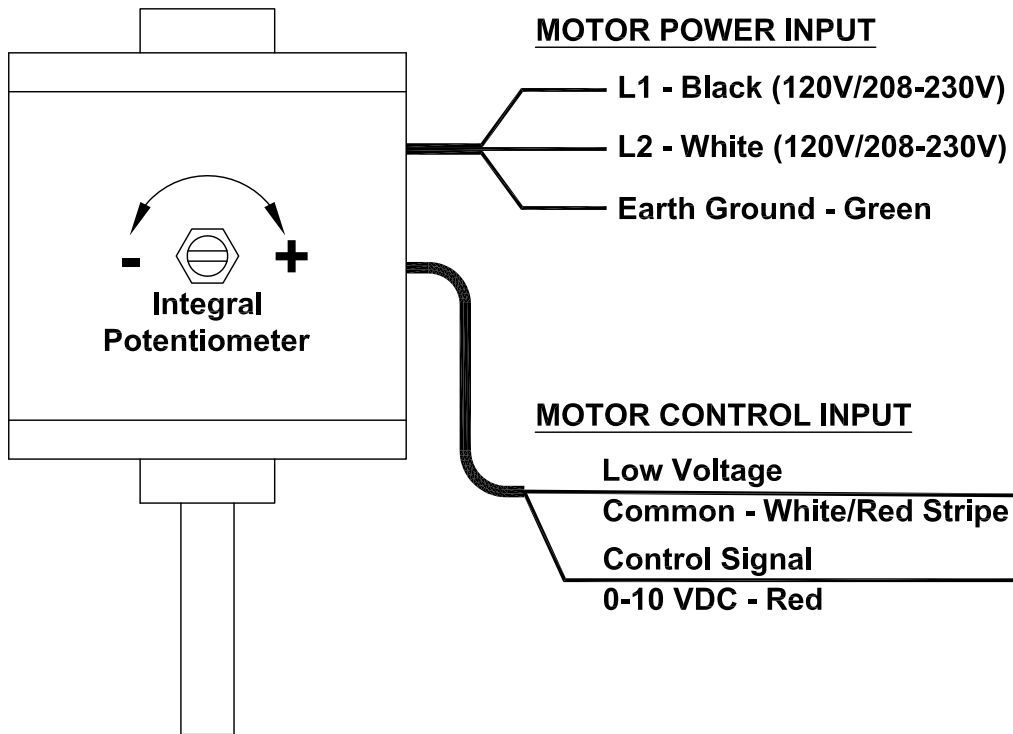 MOTOR POWER INPUT
L1 - Black (120V/208-230V)
L2 - White (120V/208-230V)
Earth Ground - Green
- +
Integral
Potentiometer
MOTOR CONTROL INPUT
Low Voltage
Common - White/Red Stripe
Control Signal
0-10 VDC - Red